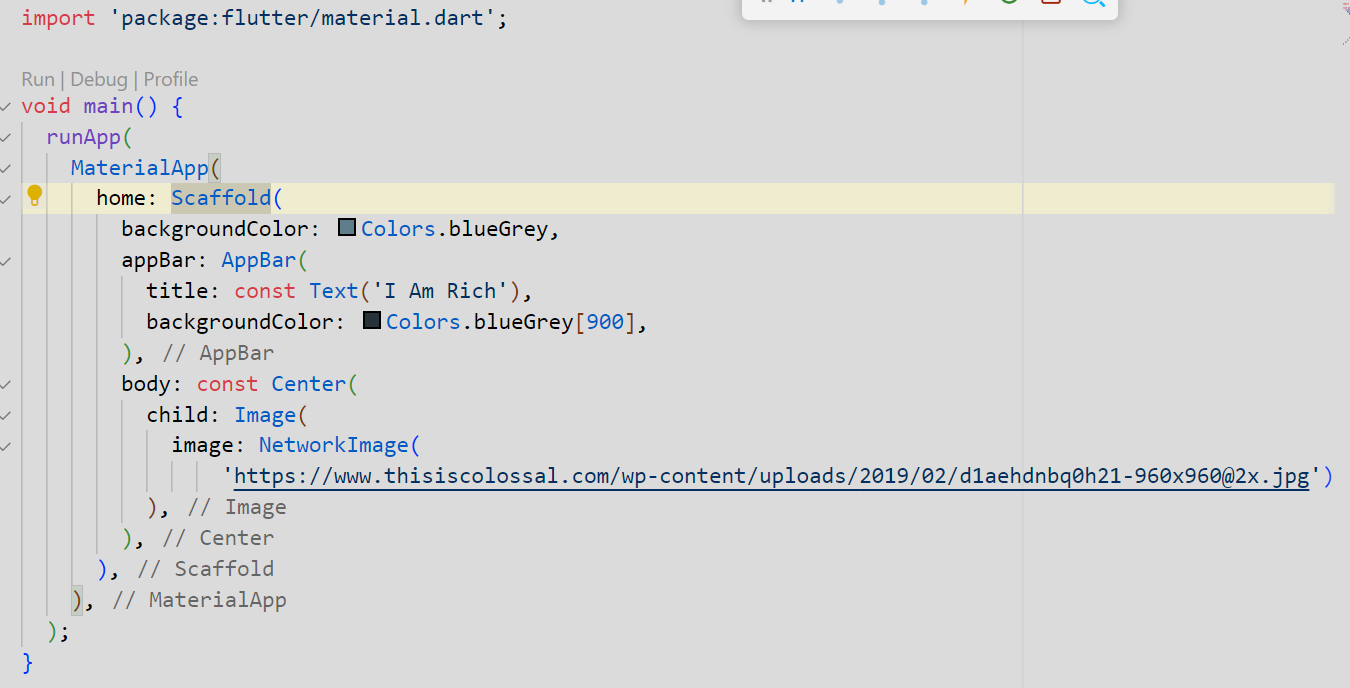 import 'package:flutter/material.dart';
Run | Debug | Profile
void main() {
runApp(
MaterialApp(
home: Scaffold(
backgroundColor: Colors.blueGrey,
appBar: AppBar(
title: const Text('I Am Rich'),
backgroundColor: Colors.blueGrey[900],
), // AppBar
body: const Center(
child: Image(
image: NetworkImage(
'https://www.thisiscolossal.com/wp-content/uploads/2019/02/d1aehdnbq0h21-960x960@2x.jpg')
), // Image
), // Center
), // Scaffold
), // MaterialApp
);
}